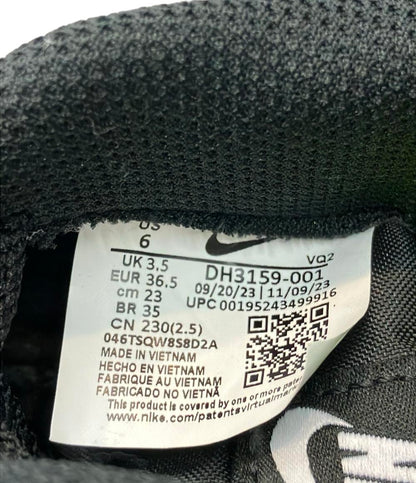 US
6
UK 3.5
EUR 36.5
cm 23
BR 35
CN 230(2.5)
046TSQW8S8D2A
VQ2
DH3159-001
09/20/23 | 11/09/23
UPC 00195243499916
MADE IN VIETNAM
HECHO EN VIETNAM
FABRIQUE AU VIETNAM
FABRICADO NO VIETNAM
This product is covered by one or more
www.nike.com/patents